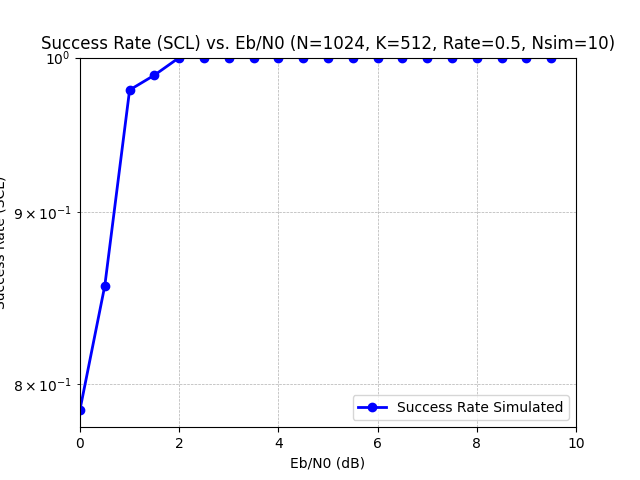 Success Rate (SCL) vs. Eb/N0 (N=1024, K=512, Rate=0.5, Nsim=10)
10⁰
9 × 10⁻¹
8 × 10⁻¹
Success Rate (SCL)
Success Rate Simulated
0 2 4 6 8 10
Eb/N0 (dB)